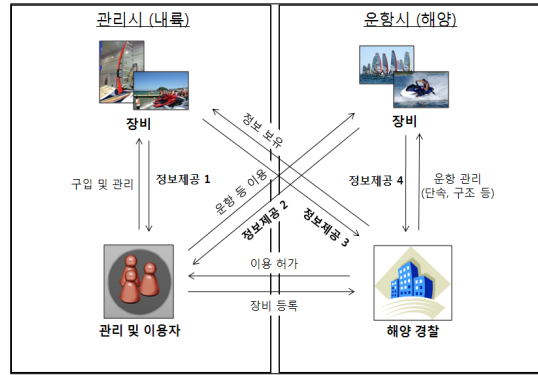 관리시 (내륙)
운항시 (해양)
장비
장비
정보 보유
구입 및 관리
정보제공 1
운항 등 이용
정보제공 2
정보제공 3
정보제공 4
운항 관리
(단속, 구조 등)
이용 허가
장비 등록
관리 및 이용자
해양 경찰